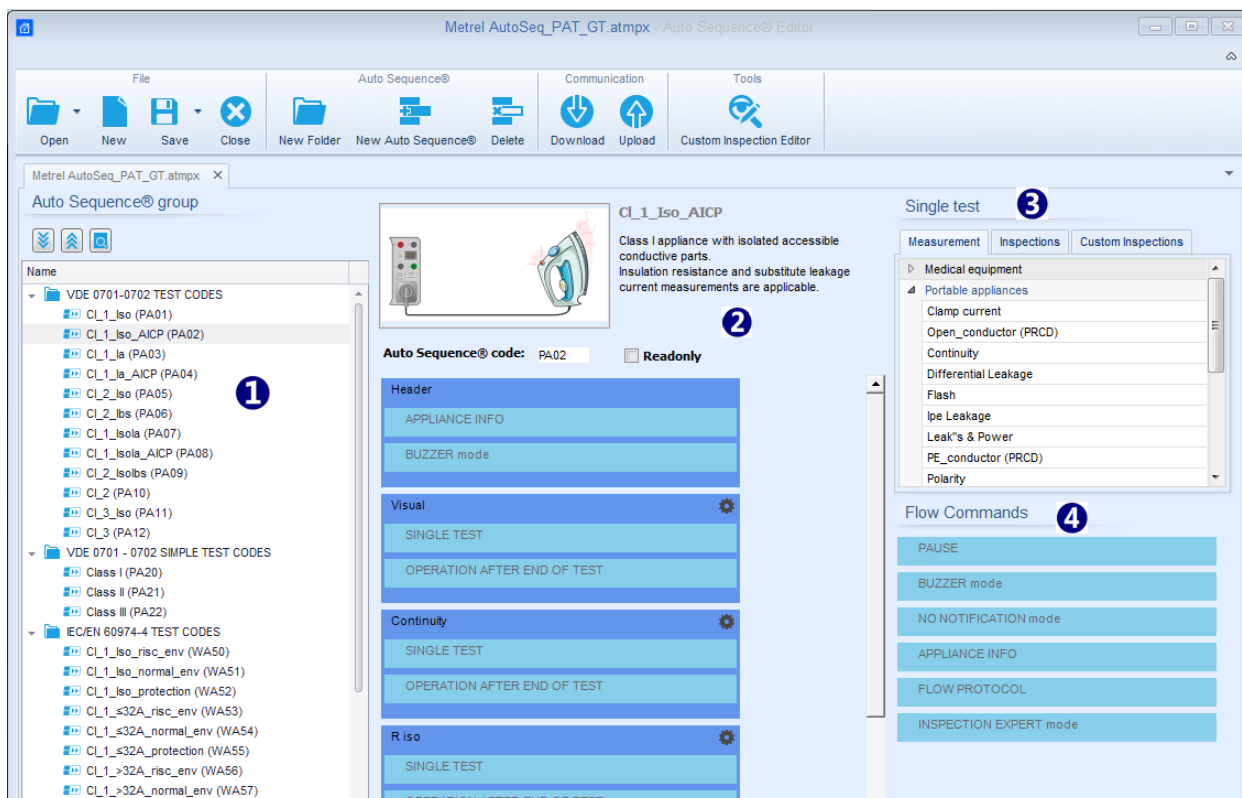 Metrel AutoSeq_PAT_GT.atmpx - Auto Sequence® Editor
File
Auto Sequence®
Communication
Tools
Open
New
Save
Close
New Folder
New Auto Sequence®
Delete
Download
Upload
Custom Inspection Editor
Metrel AutoSeq_PAT_GT.atmpx X
Auto Sequence® group
Name
VDE 0701-0702 TEST CODES
Cl_1_Iso (PA01)
Cl_1_Iso_AICP (PA02)
Cl_1_Ia (PA03)
Cl_1_Ia_AICP (PA04)
Cl_2_Iso (PA05)
Cl_2_Ibs (PA06)
Cl_1_Isola (PA07)
Cl_1_Isola_AICP (PA08)
Cl_2_IsoIbs (PA09)
Cl_2 (PA10)
Cl_3_Iso (PA11)
Cl_3 (PA12)
VDE 0701 - 0702 SIMPLE TEST CODES
Class I (PA20)
Class II (PA21)
Class III (PA22)
IEC/EN 60974-4 TEST CODES
Cl_1_Iso_risc_env (WA50)
Cl_1_Iso_normal_env (WA51)
Cl_1_Iso_protection (WA52)
Cl_1_≤32A_risc_env (WA53)
Cl_1_≤32A_normal_env (WA54)
Cl_1_≤32A_protection (WA55)
Cl_1_>32A_risc_env (WA56)
Cl_1_>32A_normal_env (WA57)
1
Cl_1_Iso_AICP
Class I appliance with isolated accessible
conductive parts.
Insulation resistance and substitute leakage
current measurements are applicable.
2
Auto Sequence® code: PA02
Readonly
Header
APPLIANCE INFO
BUZZER mode
Visual
SINGLE TEST
OPERATION AFTER END OF TEST
Continuity
SINGLE TEST
OPERATION AFTER END OF TEST
R iso
SINGLE TEST
OPERATION AFTER END OF TEST
Single test
3
Measurement
Inspections
Custom Inspections
Medical equipment
Portable appliances
Clamp current
Open_conductor (PRCD)
Continuity
Differential Leakage
Flash
Ipe Leakage
Leak"s & Power
PE_conductor (PRCD)
Polarity
Flow Commands
4
PAUSE
BUZZER mode
NO NOTIFICATION mode
APPLIANCE INFO
FLOW PROTOCOL
INSPECTION EXPERT mode